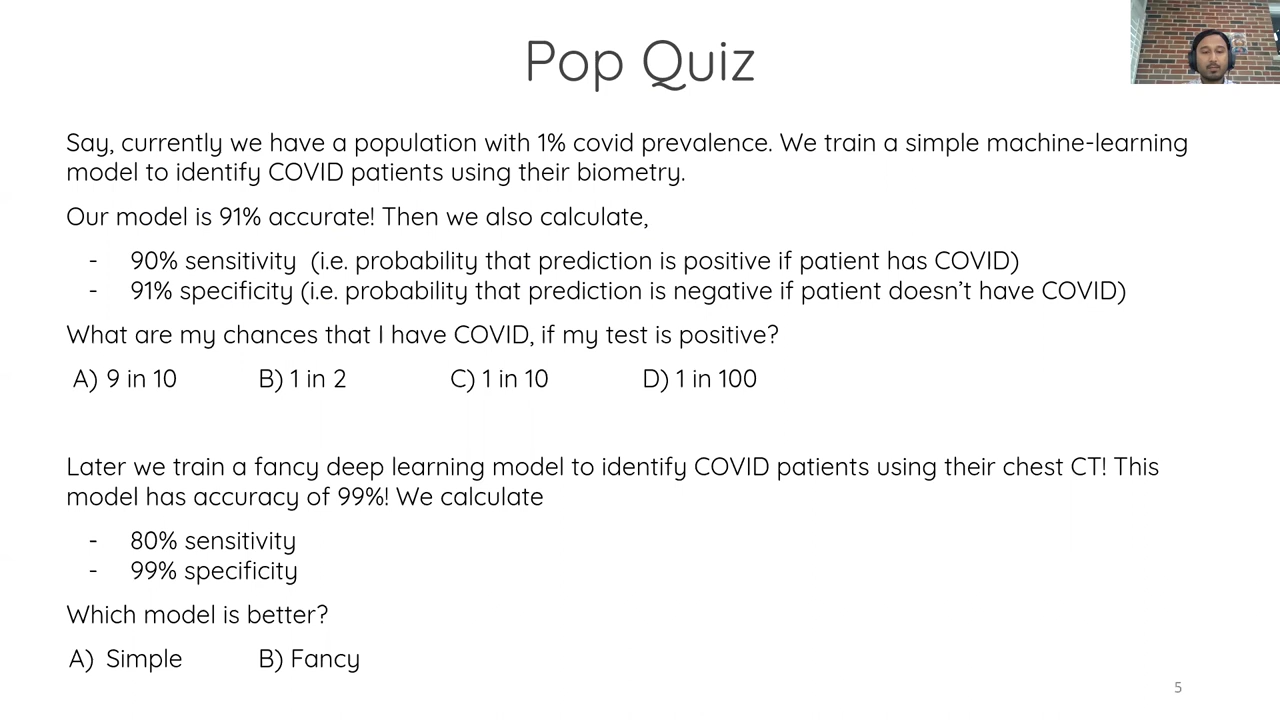 Pop Quiz
Say, currently we have a population with 1% covid prevalence. We train a simple machine-learning
model to identify COVID patients using their biometry.
Our model is 91% accurate! Then we also calculate,
- 90% sensitivity (i.e. probability that prediction is positive if patient has COVID)
- 91% specificity (i.e. probability that prediction is negative if patient doesn’t have COVID)
What are my chances that I have COVID, if my test is positive?
A) 9 in 10 B) 1 in 2 C) 1 in 10 D) 1 in 100
Later we train a fancy deep learning model to identify COVID patients using their chest CT! This
model has accuracy of 99%! We calculate
- 80% sensitivity
- 99% specificity
Which model is better?
A) Simple B) Fancy
5